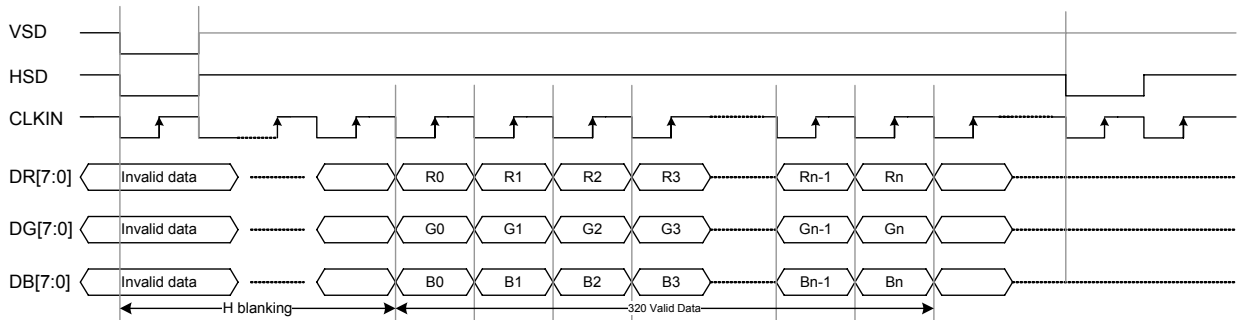 VSD
HSD
CLKIN
DR[7:0] Invalid data R0 R1 R2 R3 Rn-1 Rn
DG[7:0] Invalid data G0 G1 G2 G3 Gn-1 Gn
DB[7:0] Invalid data B0 B1 B2 B3 Bn-1 Bn
H blanking 320 Valid Data